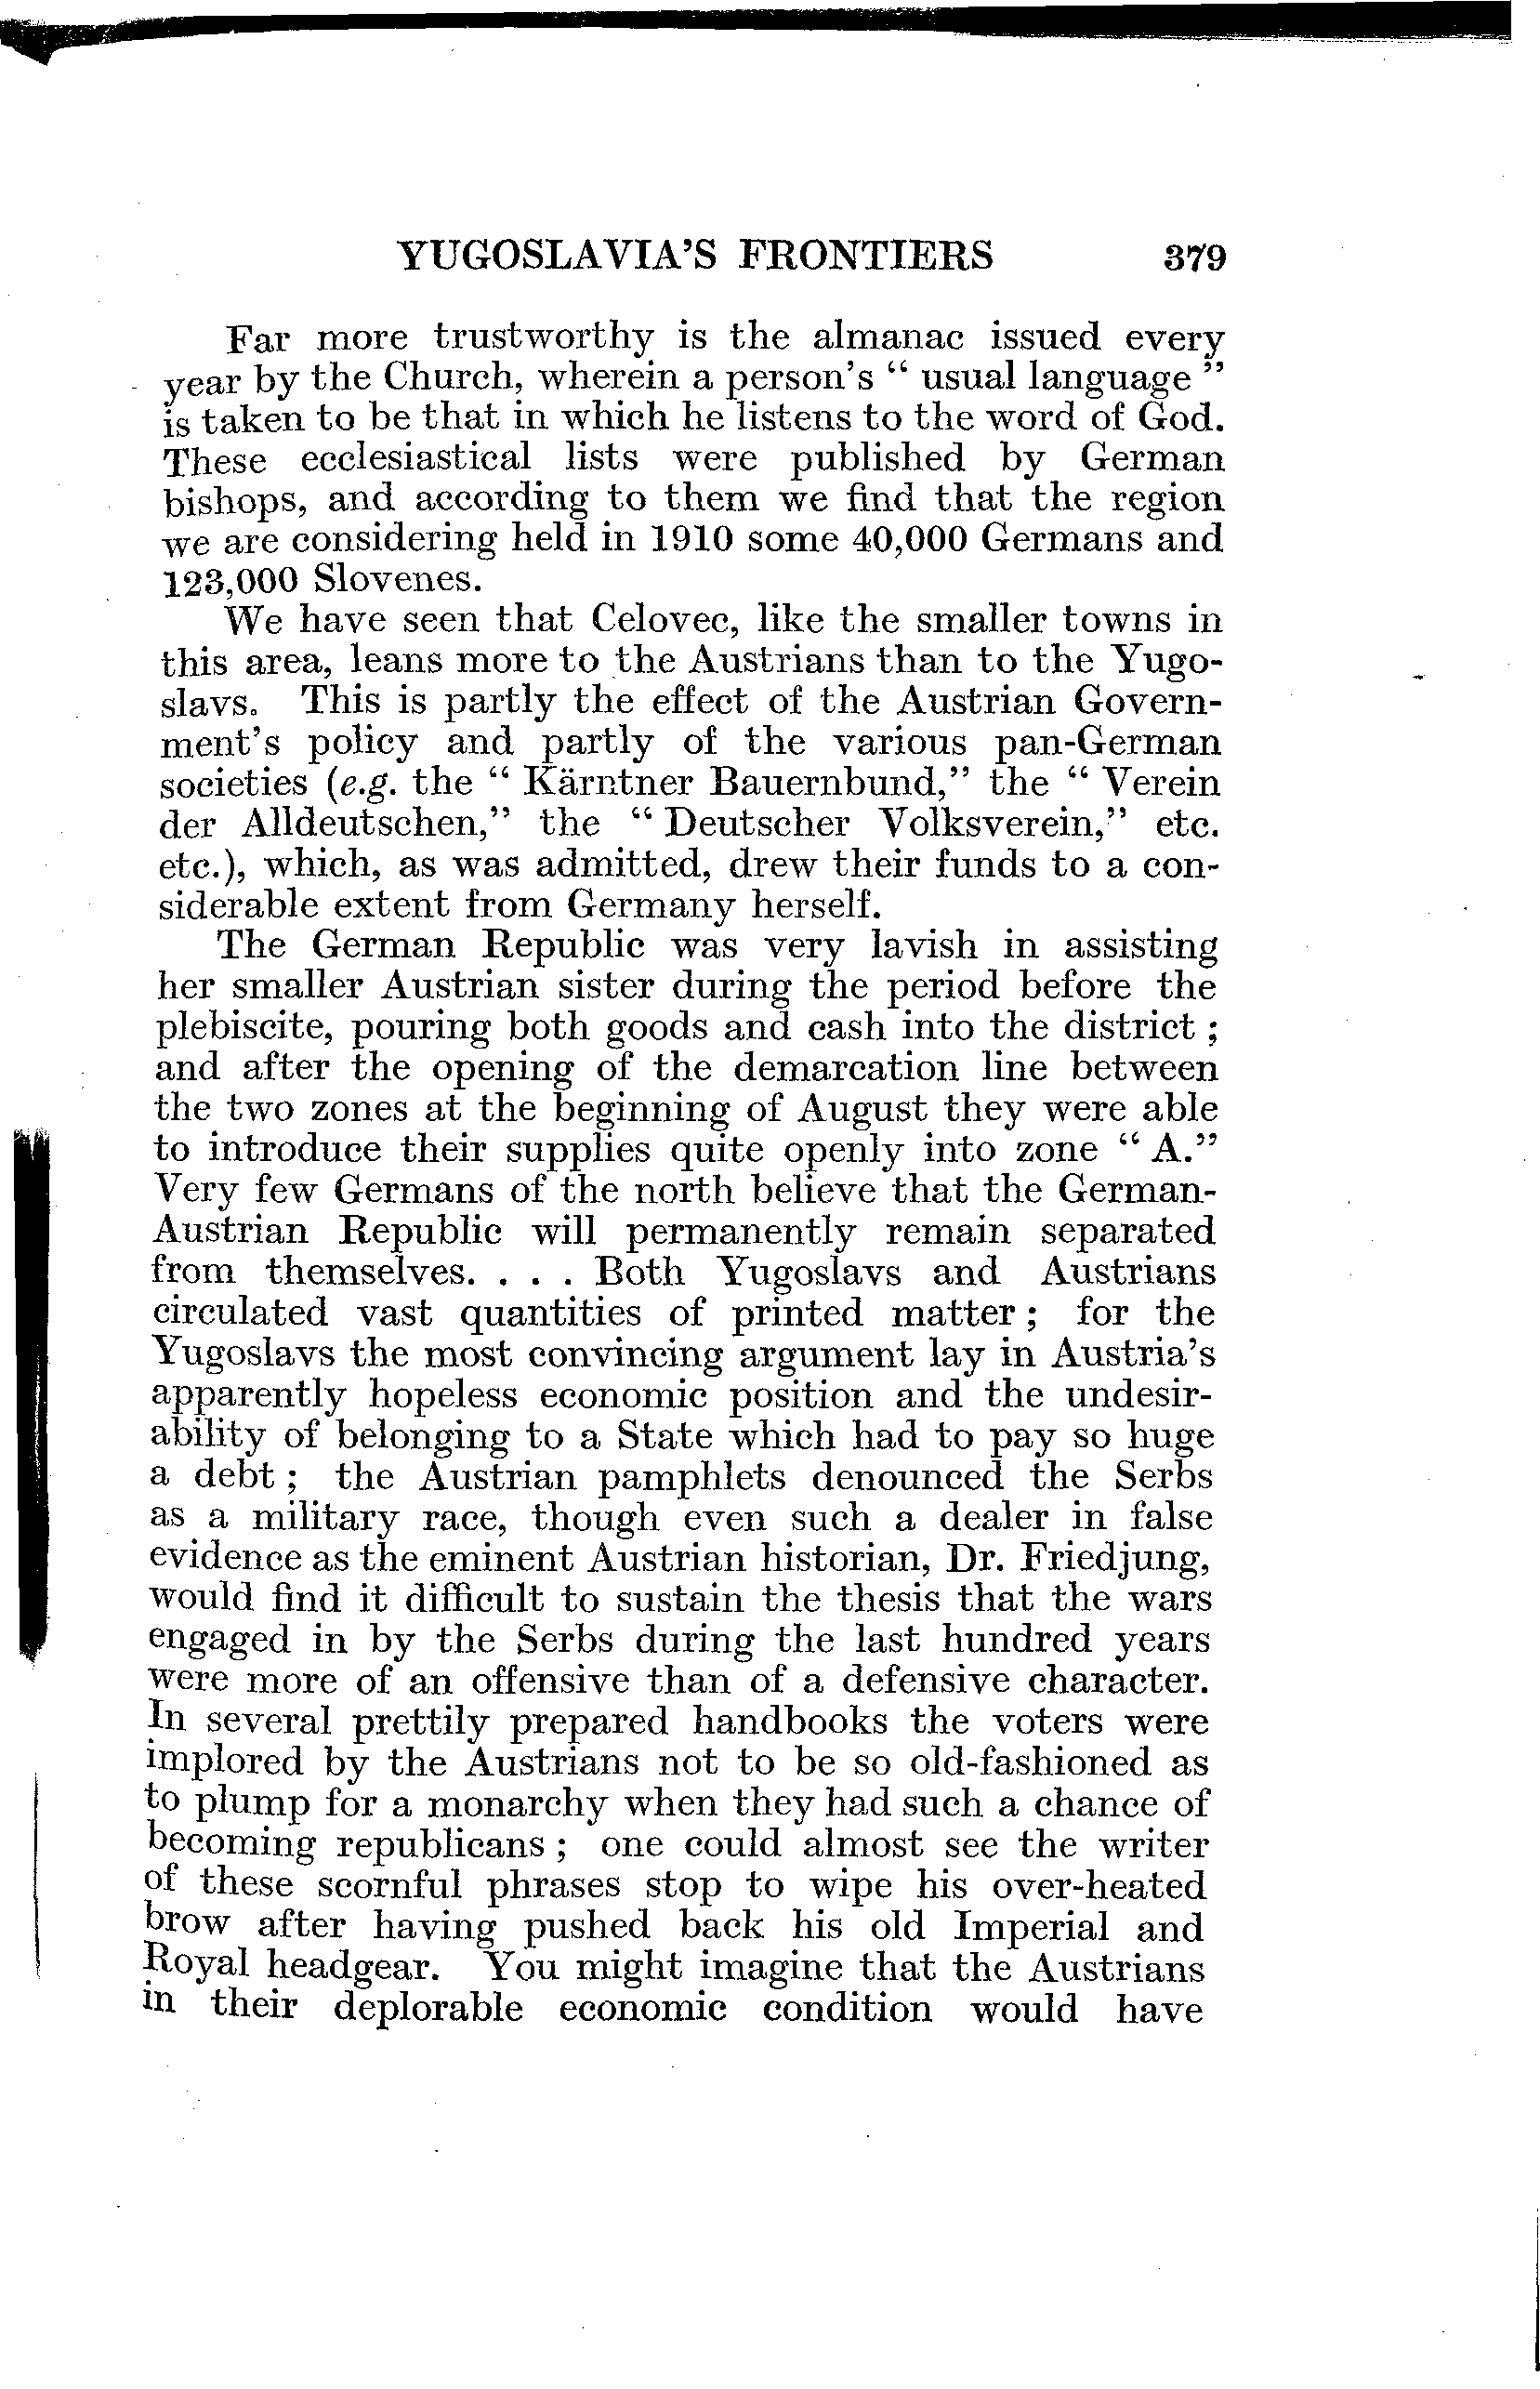 YUGOSLAVIA'S FRONTIERS 379
Far more trustworthy is the almanac issued every
year by the Church, wherein a person's " usual language "
is taken to be that in which he listens to the word of God.
These ecclesiastical lists were published by German
bishops, and according to them we find that the region
we are considering held in 1910 some 40,000 Germans and
123,000 Slovenes.
We have seen that Celovec, like the smaller towns in
this area, leans more to the Austrians than to the Yugo-
slavs. This is partly the effect of the Austrian Govern-
ment's policy and partly of the various pan-German
societies (e.g. the " Kärntner Bauernbund," the " Verein
der Alldeutschen," the " Deutscher Volksverein," etc.
etc.), which, as was admitted, drew their funds to a con-
siderable extent from Germany herself.
The German Republic was very lavish in assisting
her smaller Austrian sister during the period before the
plebiscite, pouring both goods and cash into the district ;
and after the opening of the demarcation line between
the two zones at the beginning of August they were able
to introduce their supplies quite openly into zone " A."
Very few Germans of the north believe that the German-
Austrian Republic will permanently remain separated
from themselves. . . . Both Yugoslavs and Austrians
circulated vast quantities of printed matter ; for the
Yugoslavs the most convincing argument lay in Austria's
apparently hopeless economic position and the undesir-
ability of belonging to a State which had to pay so huge
a debt ; the Austrian pamphlets denounced the Serbs
as a military race, though even such a dealer in false
evidence as the eminent Austrian historian, Dr. Friedjung,
would find it difficult to sustain the thesis that the wars
engaged in by the Serbs during the last hundred years
were more of an offensive than of a defensive character.
In several prettily prepared handbooks the voters were
implored by the Austrians not to be so old-fashioned as
to plump for a monarchy when they had such a chance of
becoming republicans ; one could almost see the writer
of these scornful phrases stop to wipe his over-heated
brow after having pushed back his old Imperial and
Royal headgear. You might imagine that the Austrians
in their deplorable economic condition would have